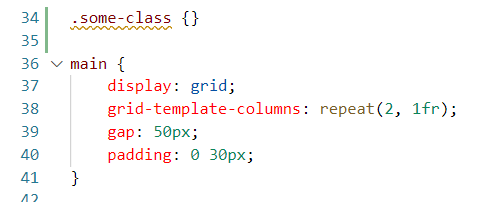 34 .some-class {}
35
36 main {
37     display: grid;
38     grid-template-columns: repeat(2, 1fr);
39     gap: 50px;
40     padding: 0 30px;
41 }
42